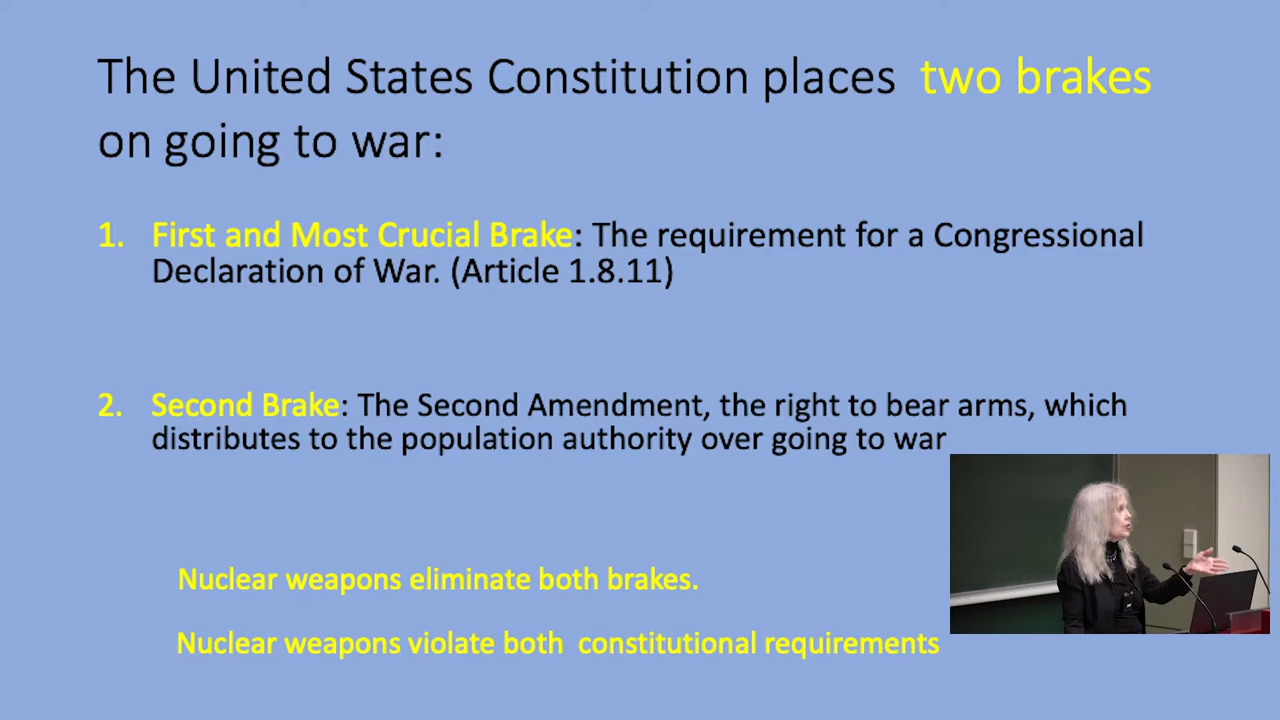 The United States Constitution places two brakes
on going to war:
1. First and Most Crucial Brake: The requirement for a Congressional
Declaration of War. (Article 1.8.11)
2. Second Brake: The Second Amendment, the right to bear arms, which
distributes to the population authority over going to war
Nuclear weapons eliminate both brakes.
Nuclear weapons violate both constitutional requirements